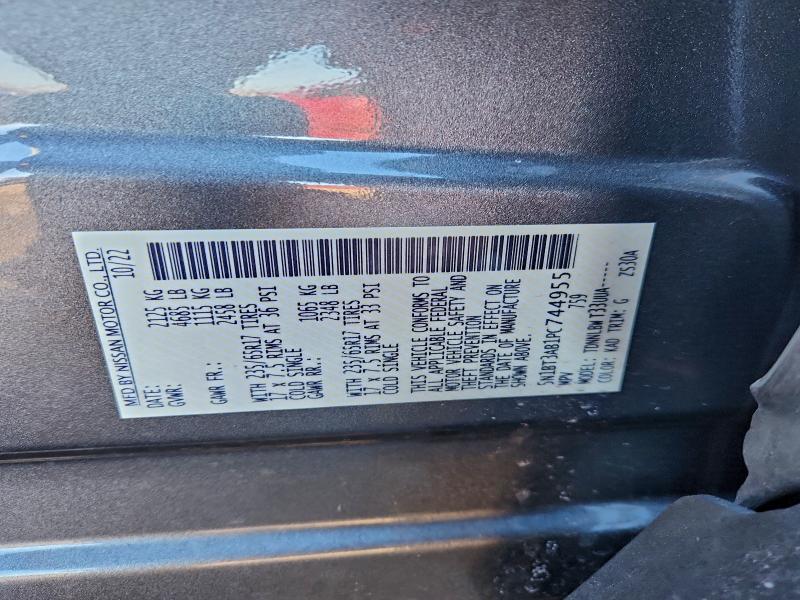 MFD BY NISSAN MOTOR CO., LTD.
DATE: 10/22
GVWR: 2125 KG
4685 LB
GAWR FR.: 1115 KG
2458 LB
WITH 235/65R17 TIRES
17 x 7.5 RIMS AT 36 PSI
COLD SINGLE
GAWR RR.: 1065 KG
2348 LB
WITH 235/65R17 TIRES
17 x 7.5 RIMS AT 33 PSI
COLD SINGLE
THIS VEHICLE CONFORMS TO
ALL APPLICABLE FEDERAL
MOTOR VEHICLE SAFETY AND
THEFT PREVENTION
STANDARDS IN EFFECT ON
THE DATE OF MANUFACTURE
SHOWN ABOVE.
5N1BT3AB1PC744955
MPV 759
MODEL:
COLOR: KAD TRIM: G ZS30A